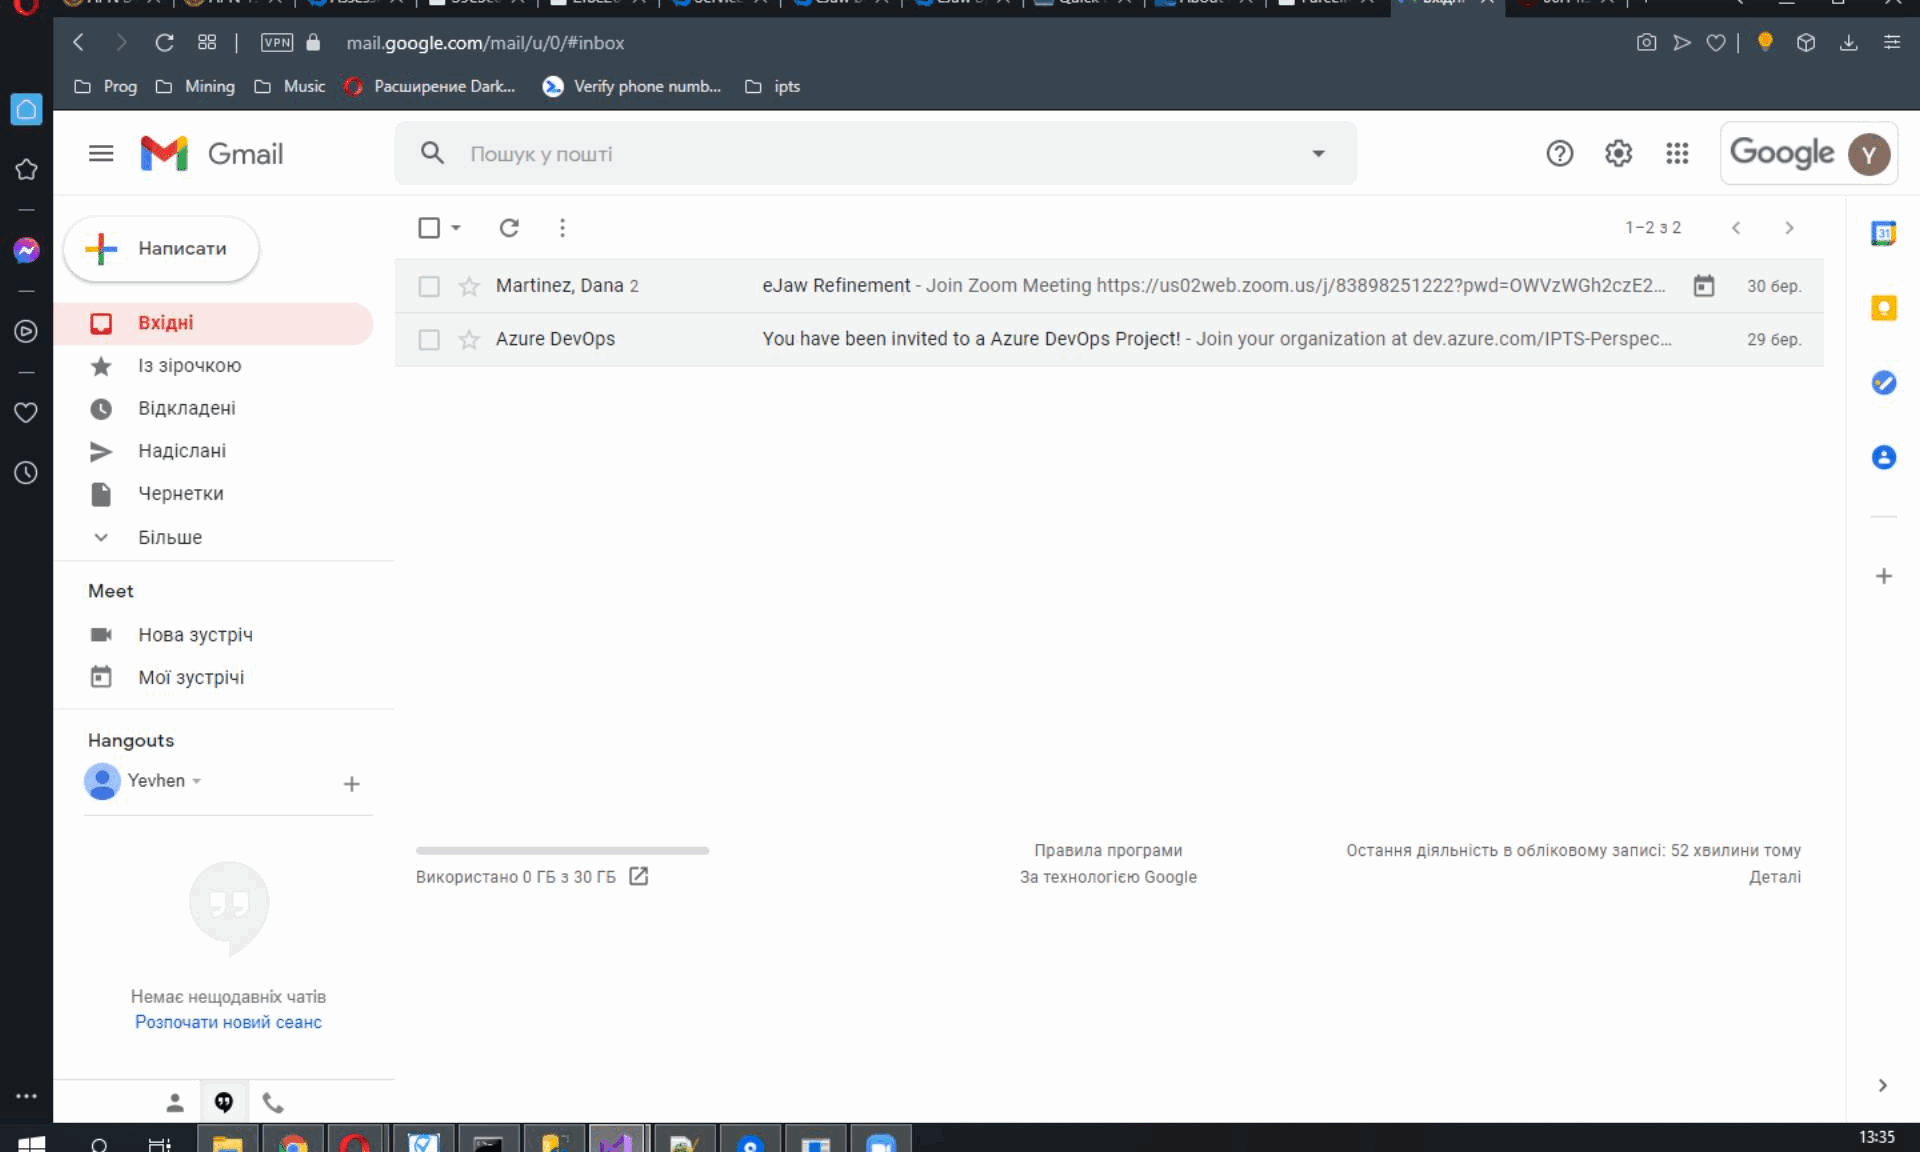 VPN
mail.google.com/mail/u/0/#inbox
Prog
Mining
Music
Расширение Dark...
Verify phone numb...
ipts
Gmail
Пошук у пошті
Google
Y
Написати
1–2 з 2
31
Martinez, Dana 2
eJaw Refinement - Join Zoom Meeting https://us02web.zoom.us/j/83898251222?pwd=OWVzWGh2czE2...
30 бер.
Azure DevOps
You have been invited to a Azure DevOps Project! - Join your organization at dev.azure.com/IPTS-Perspec...
29 бер.
Вхідні
Із зірочкою
Відкладені
Надіслані
Чернетки
Більше
Meet
Нова зустріч
Мої зустрічі
Hangouts
Yevhen
Немає нещодавніх чатів
Розпочати новий сеанс
Використано 0 ГБ з 30 ГБ
Правила програми
За технологією Google
Остання діяльність в обліковому записі: 52 хвилини тому
Деталі
13:35